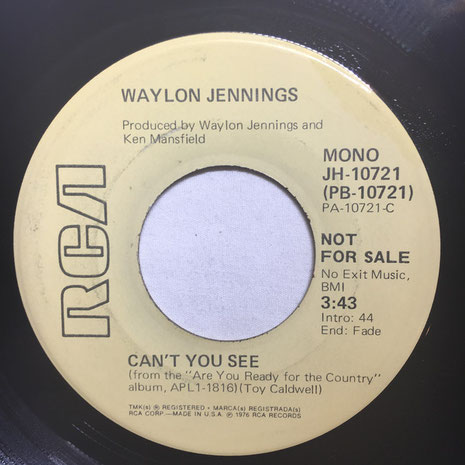 WAYLON JENNINGS
Produced by Waylon Jennings and
Ken Mansfield
RCA
MONO
JH-10721
(PB-10721)
PA-10721-C
NOT
FOR SALE
No Exit Music,
BMI
3:43
Intro: 44
End: Fade
CAN'T YOU SEE
(from the "Are You Ready for the Country"
album, APL1-1816)(Toy Caldwell)
TMK(s) ® REGISTERED • MARCA(s) REGISTRADA(s)
RCA CORP.—MADE IN U.S.A. ℗ 1976 RCA RECORDS